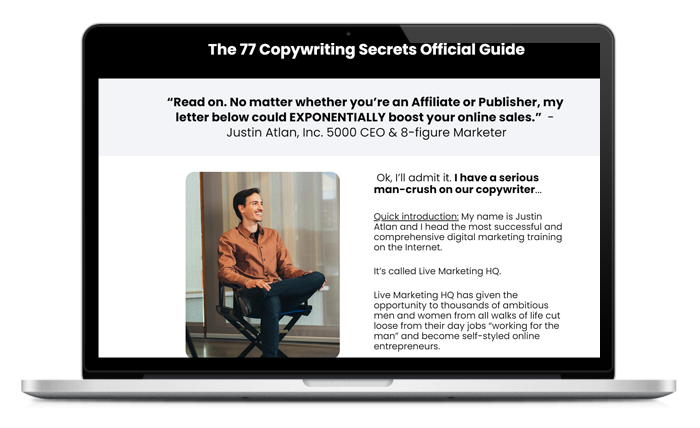 The 77 Copywriting Secrets Official Guide
“Read on. No matter whether you’re an Affiliate or Publisher, my
letter below could EXPONENTIALLY boost your online sales.” -
Justin Atlan, Inc. 5000 CEO & 8-figure Marketer
Ok, I’ll admit it. I have a serious
man-crush on our copywriter...
Quick introduction: My name is Justin
Atlan and I head the most successful and
comprehensive digital marketing training
on the Internet.
It’s called Live Marketing HQ.
Live Marketing HQ has given the
opportunity to thousands of ambitious
men and women from all walks of life cut
loose from their day jobs “working for the
man” and become self-styled online
entrepreneurs.